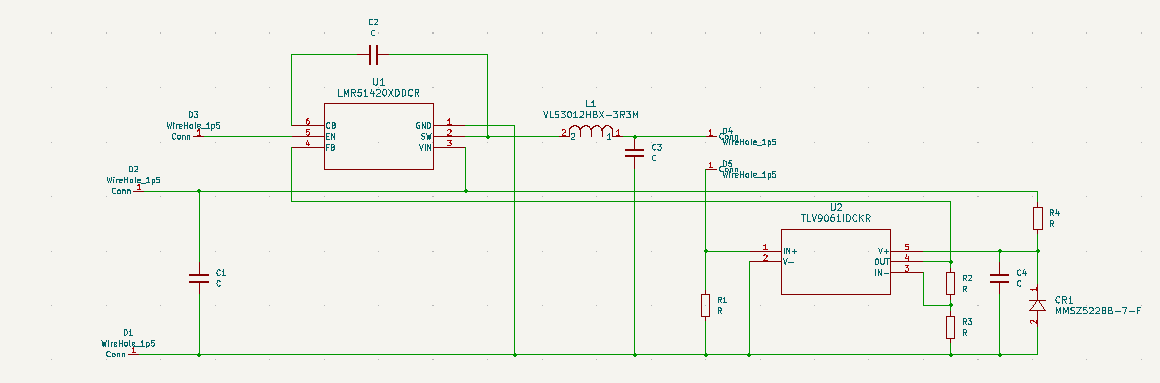 C2
C
U1
LMR51420XDDCR
6 CB
5 EN
4 FB
GND 1
SW 2
VIN 3
D3
WireHole_1p5
Conn 1
L1
VLS3012HBX-3R3M
2 2 1 1
C3
C
1 D4
Conn
WireHole_1p5
1 D5
Conn
WireHole_1p5
D2
WireHole_1p5
Conn 1
U2
TLV9061IDCKR
1 IN+
2 V-
V+ 5
OUT 4
IN- 3
R4
R
C1
C
R1
R
R2
R
R3
R
C4
C
1
CR1
MMSZ5228B-7-F
2
D1
WireHole_1p5
Conn 1